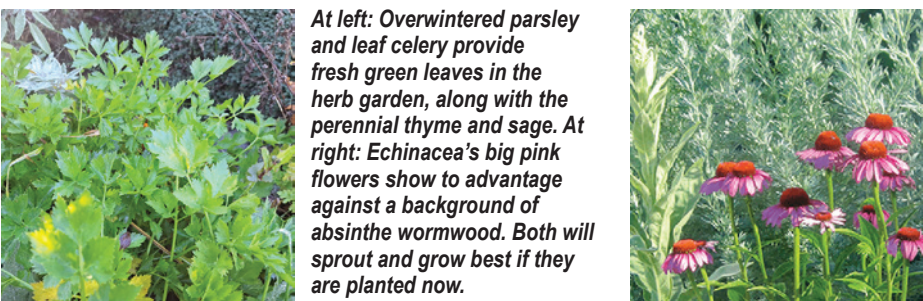 At left: Overwintered parsley
and leaf celery provide
fresh green leaves in the
herb garden, along with the
perennial thyme and sage. At
right: Echinacea’s big pink
flowers show to advantage
against a background of
absinthe wormwood. Both will
sprout and grow best if they
are planted now.